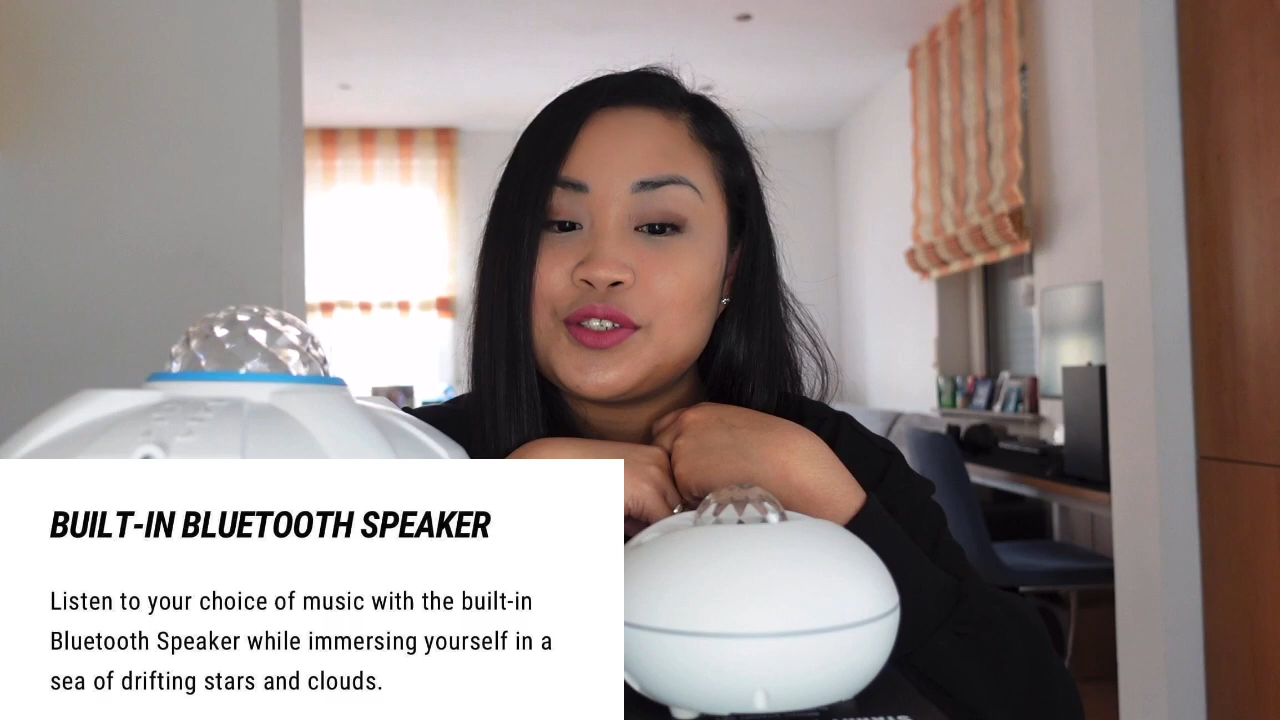 BUILT-IN BLUETOOTH SPEAKER
Listen to your choice of music with the built-in
Bluetooth Speaker while immersing yourself in a
sea of drifting stars and clouds.